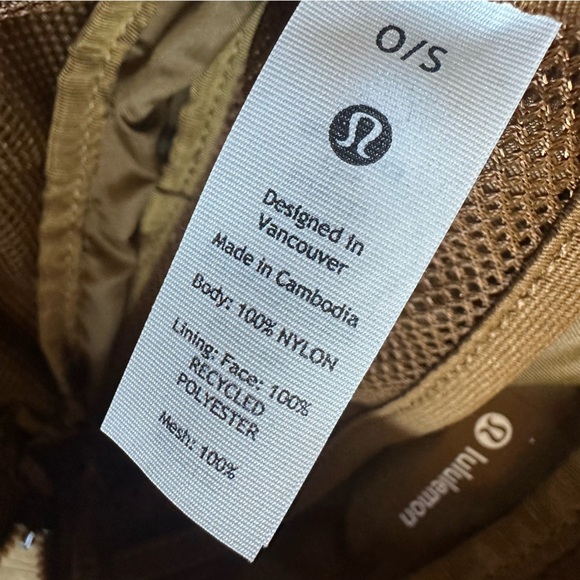 O/S
Designed in
Vancouver
Made in Cambodia
Body: 100% NYLON
Lining: Face: 100%
RECYCLED
POLYESTER
Mesh: 100%
lululemon